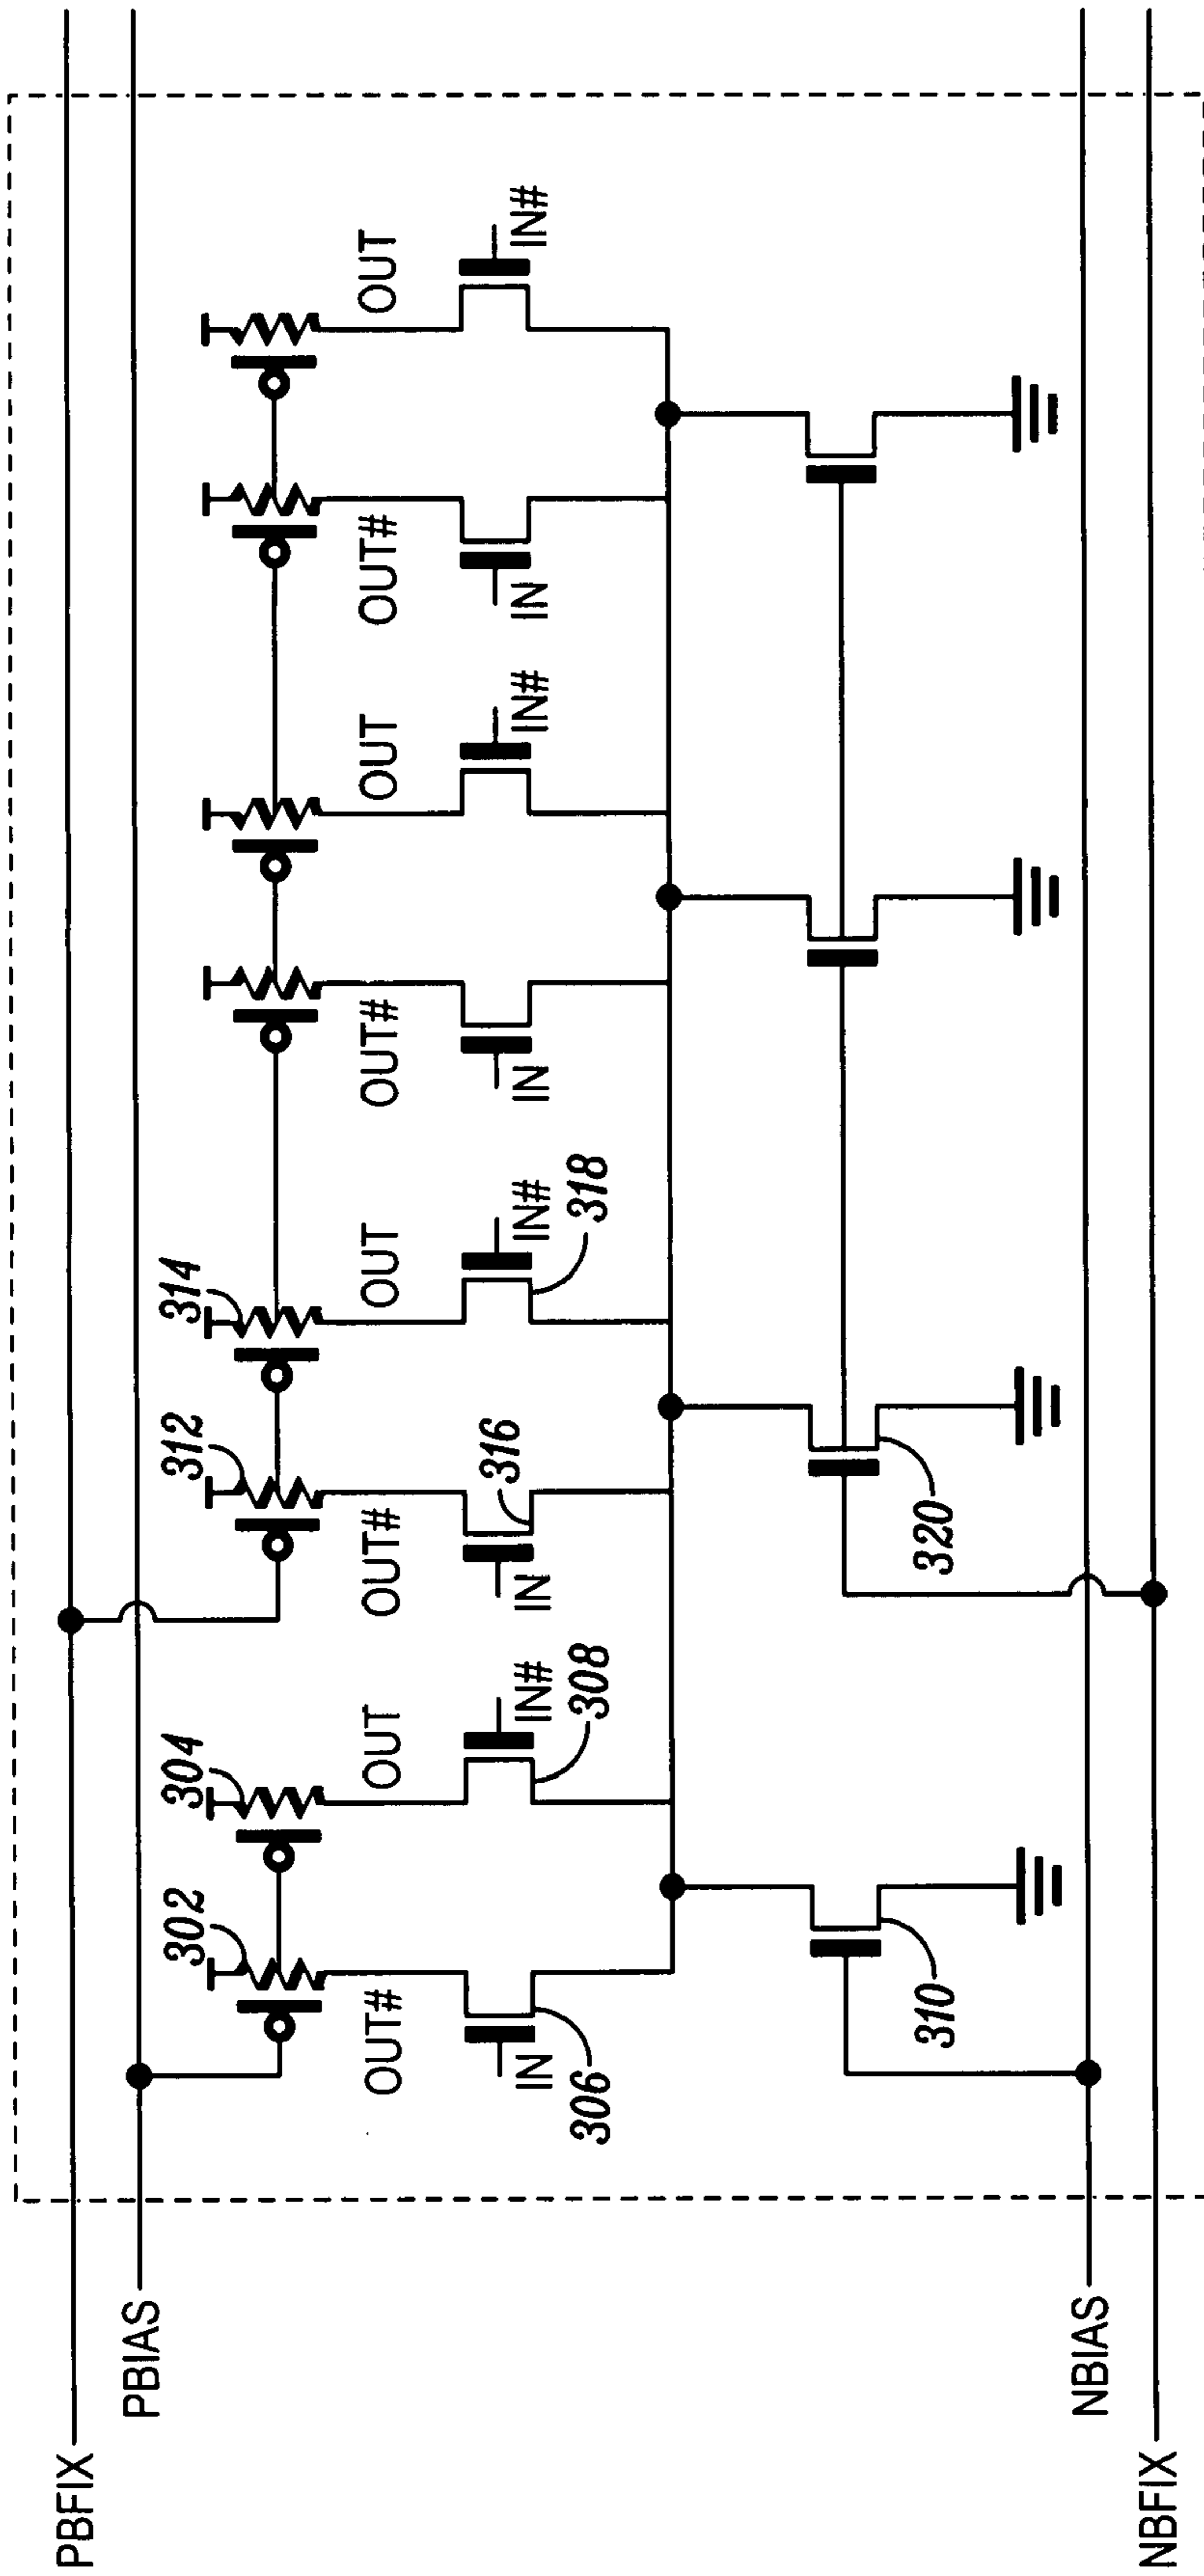 PBFIX
PBIAS
302
304
312
314
OUT#
OUT
OUT#
OUT
OUT#
OUT
OUT#
OUT
IN
306
IN#
308
IN
316
IN#
318
IN
IN#
IN
IN#
310
320
NBIAS
NBFIX